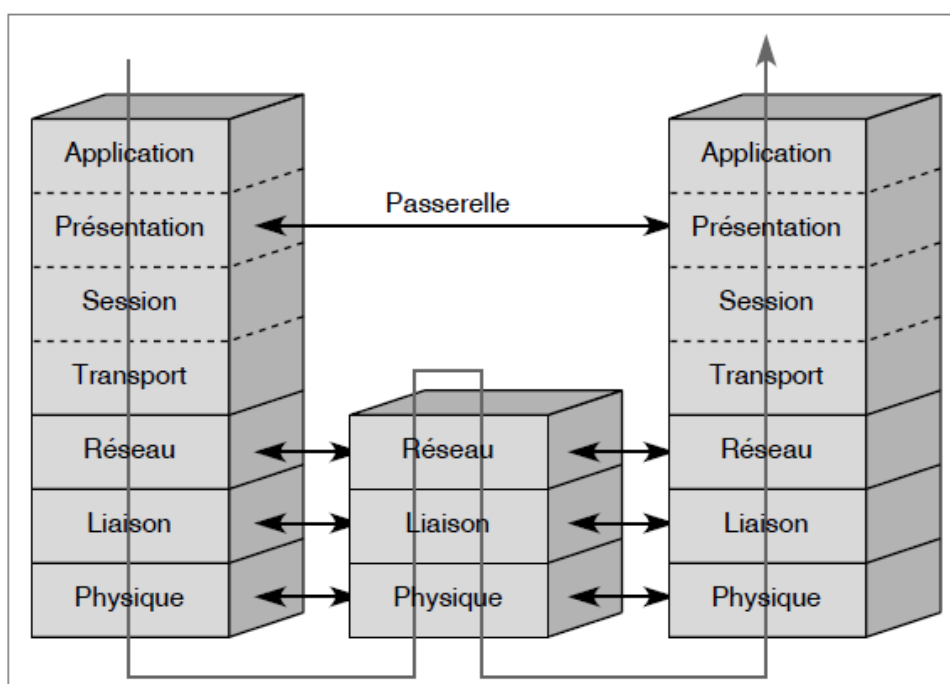 Application
Présentation
Session
Transport
Réseau
Liaison
Physique
Passerelle
Réseau
Liaison
Physique
Application
Présentation
Session
Transport
Réseau
Liaison
Physique